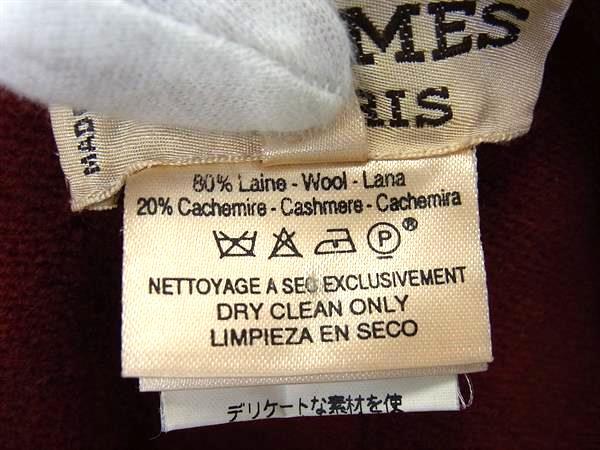 MES
RIS
MADE
80% Laine - Wool - Lana
20% Cachemire - Cashmere - Cachemira
P ®
NETTOYAGE A SEC EXCLUSIVEMENT
DRY CLEAN ONLY
LIMPIEZA EN SECO
デリケートな素材を使